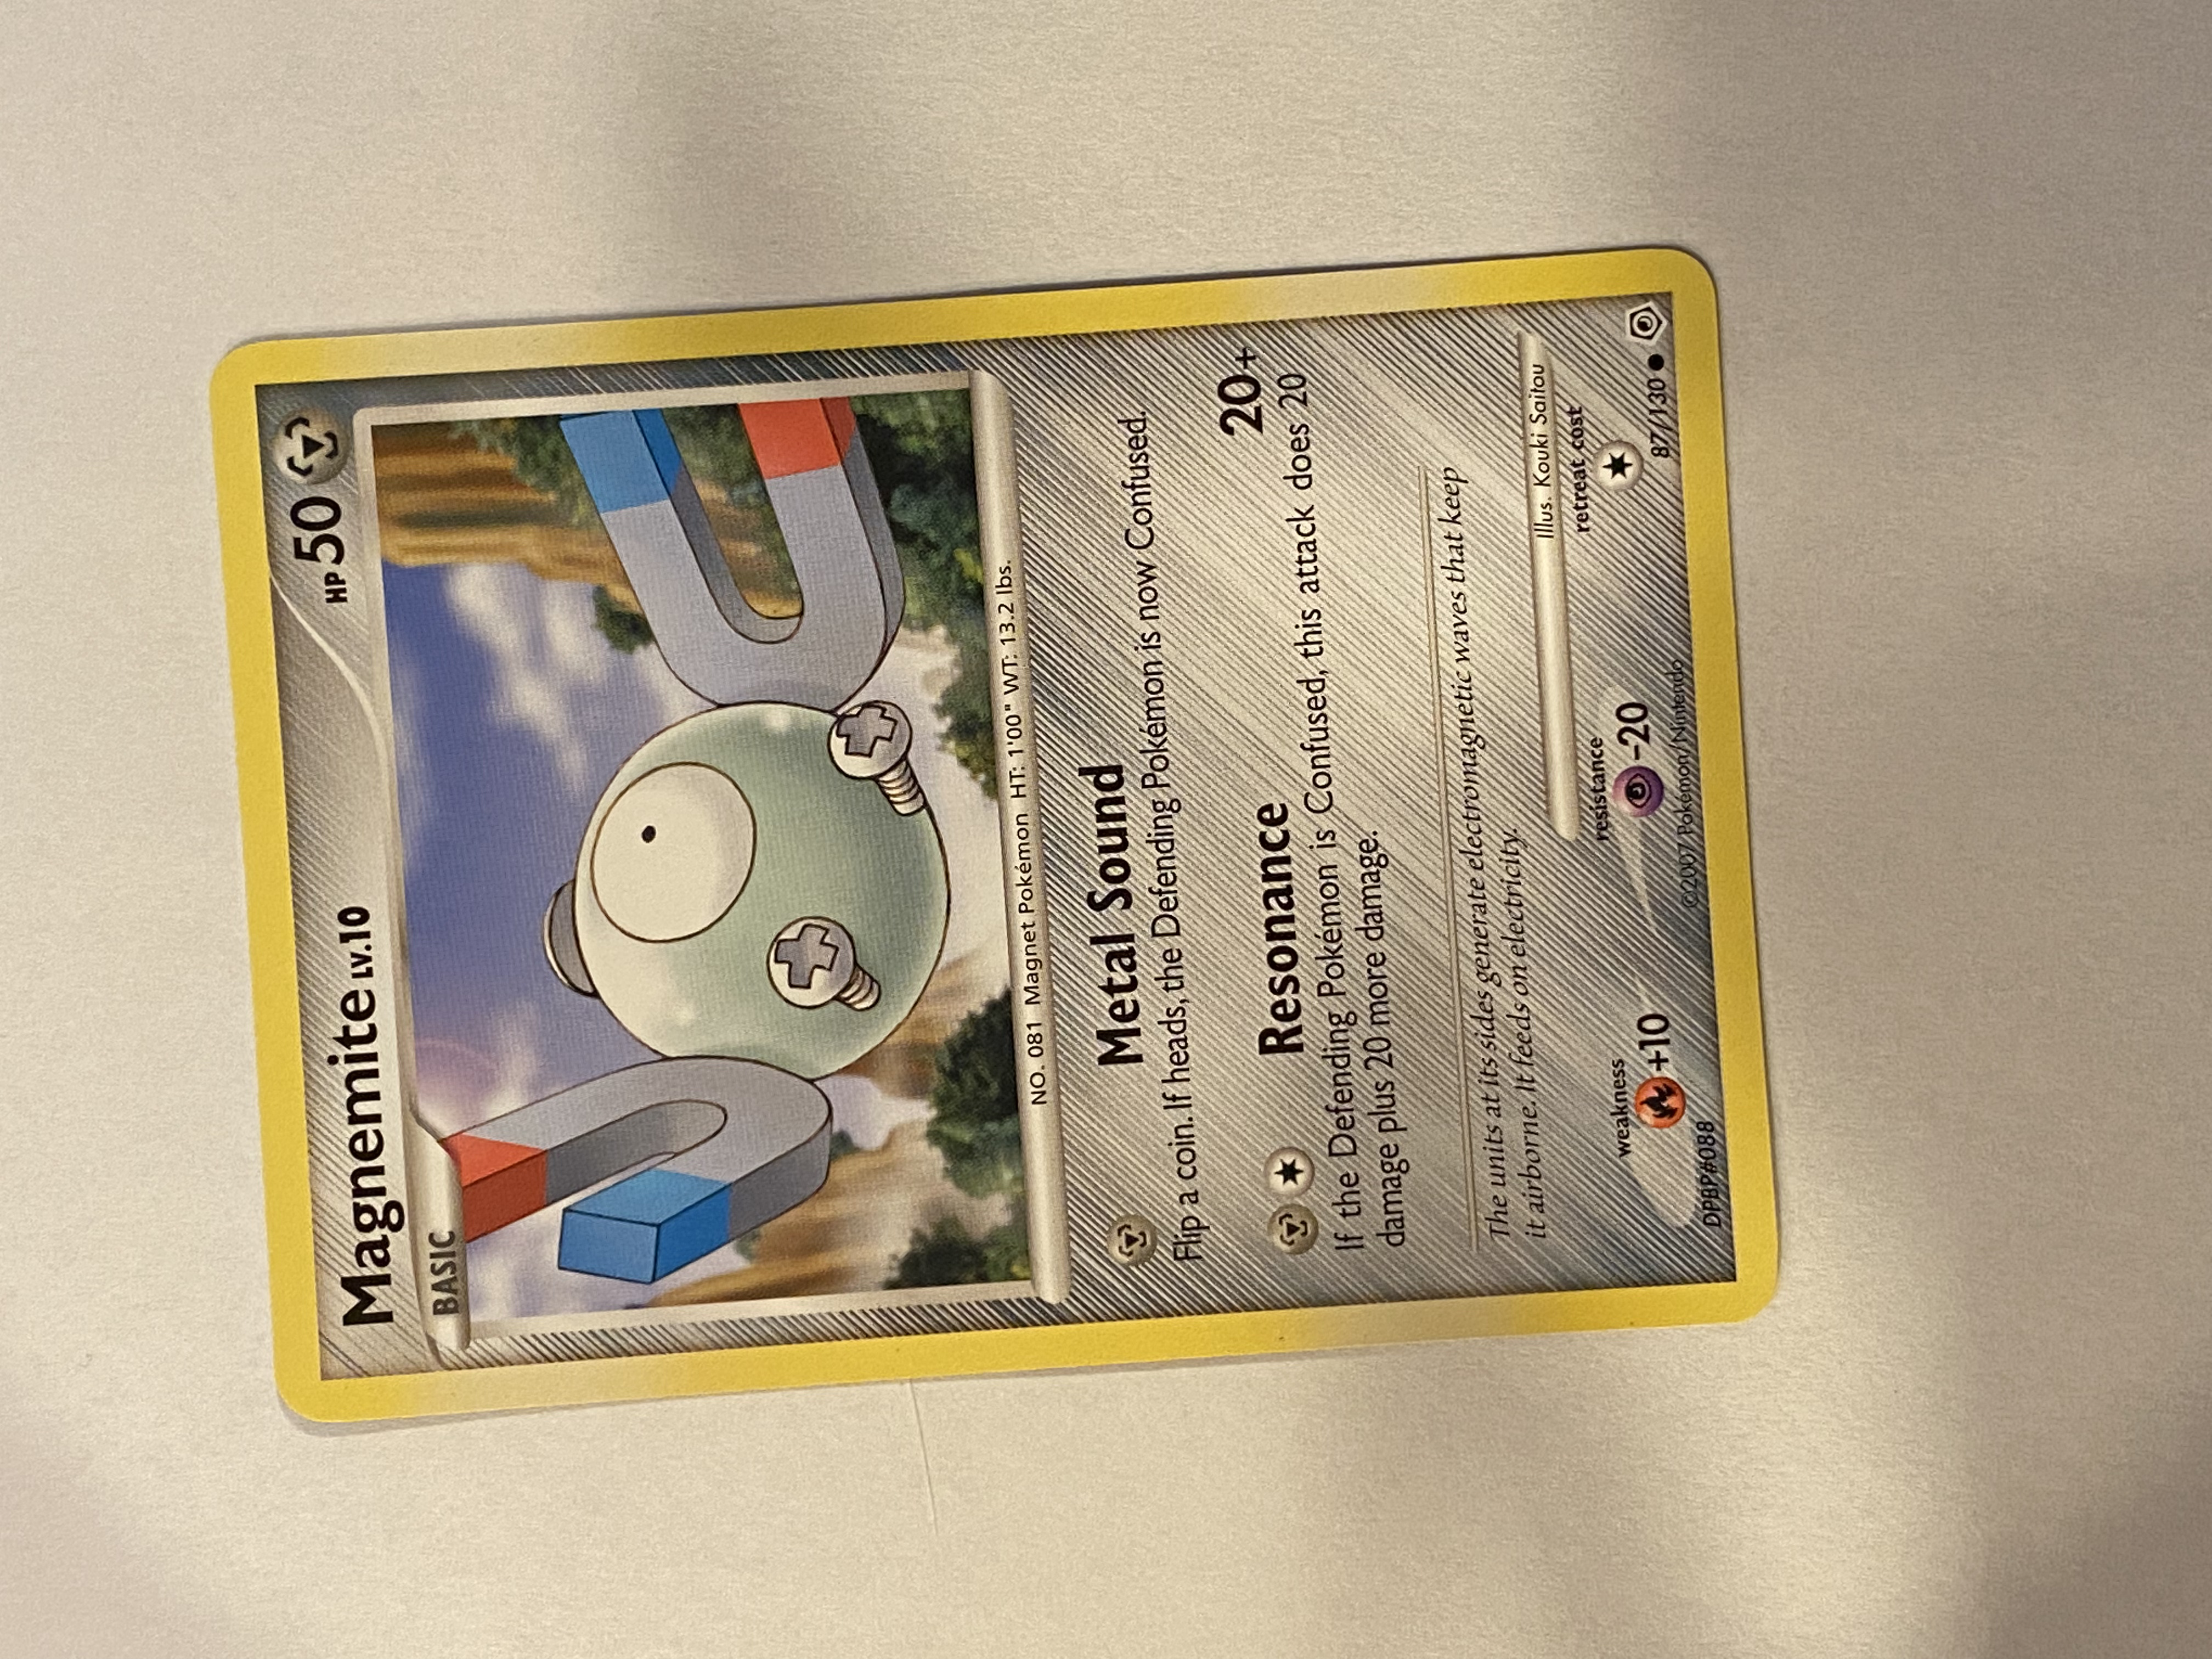 Magnemite LV.10
HP 50
BASIC
NO. 081 Magnet Pokémon HT: 1'00" WT: 13.2 lbs.
Metal Sound
Flip a coin. If heads, the Defending Pokémon is now Confused.
Resonance 20+
If the Defending Pokémon is Confused, this attack does 20
damage plus 20 more damage.
The units at its sides generate electromagnetic waves that keep
it airborne. It feeds on electricity.
Illus. Kouki Saitou
weakness resistance retreat cost
+10 -20
87/130
DPBP#088 ©2007 Pokémon/Nintendo